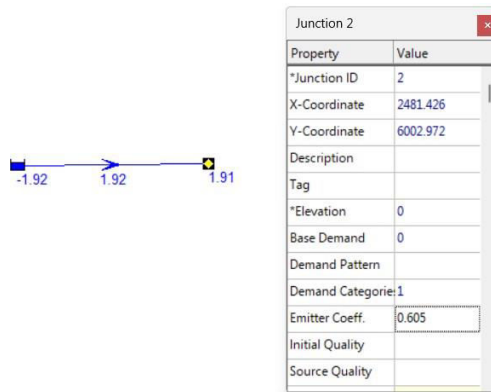 -1.92
1.92
1.91
Junction 2
Property Value
*Junction ID 2
X-Coordinate 2481.426
Y-Coordinate 6002.972
Description
Tag
*Elevation 0
Base Demand 0
Demand Pattern
Demand Categorie: 1
Emitter Coeff. 0.605
Initial Quality
Source Quality